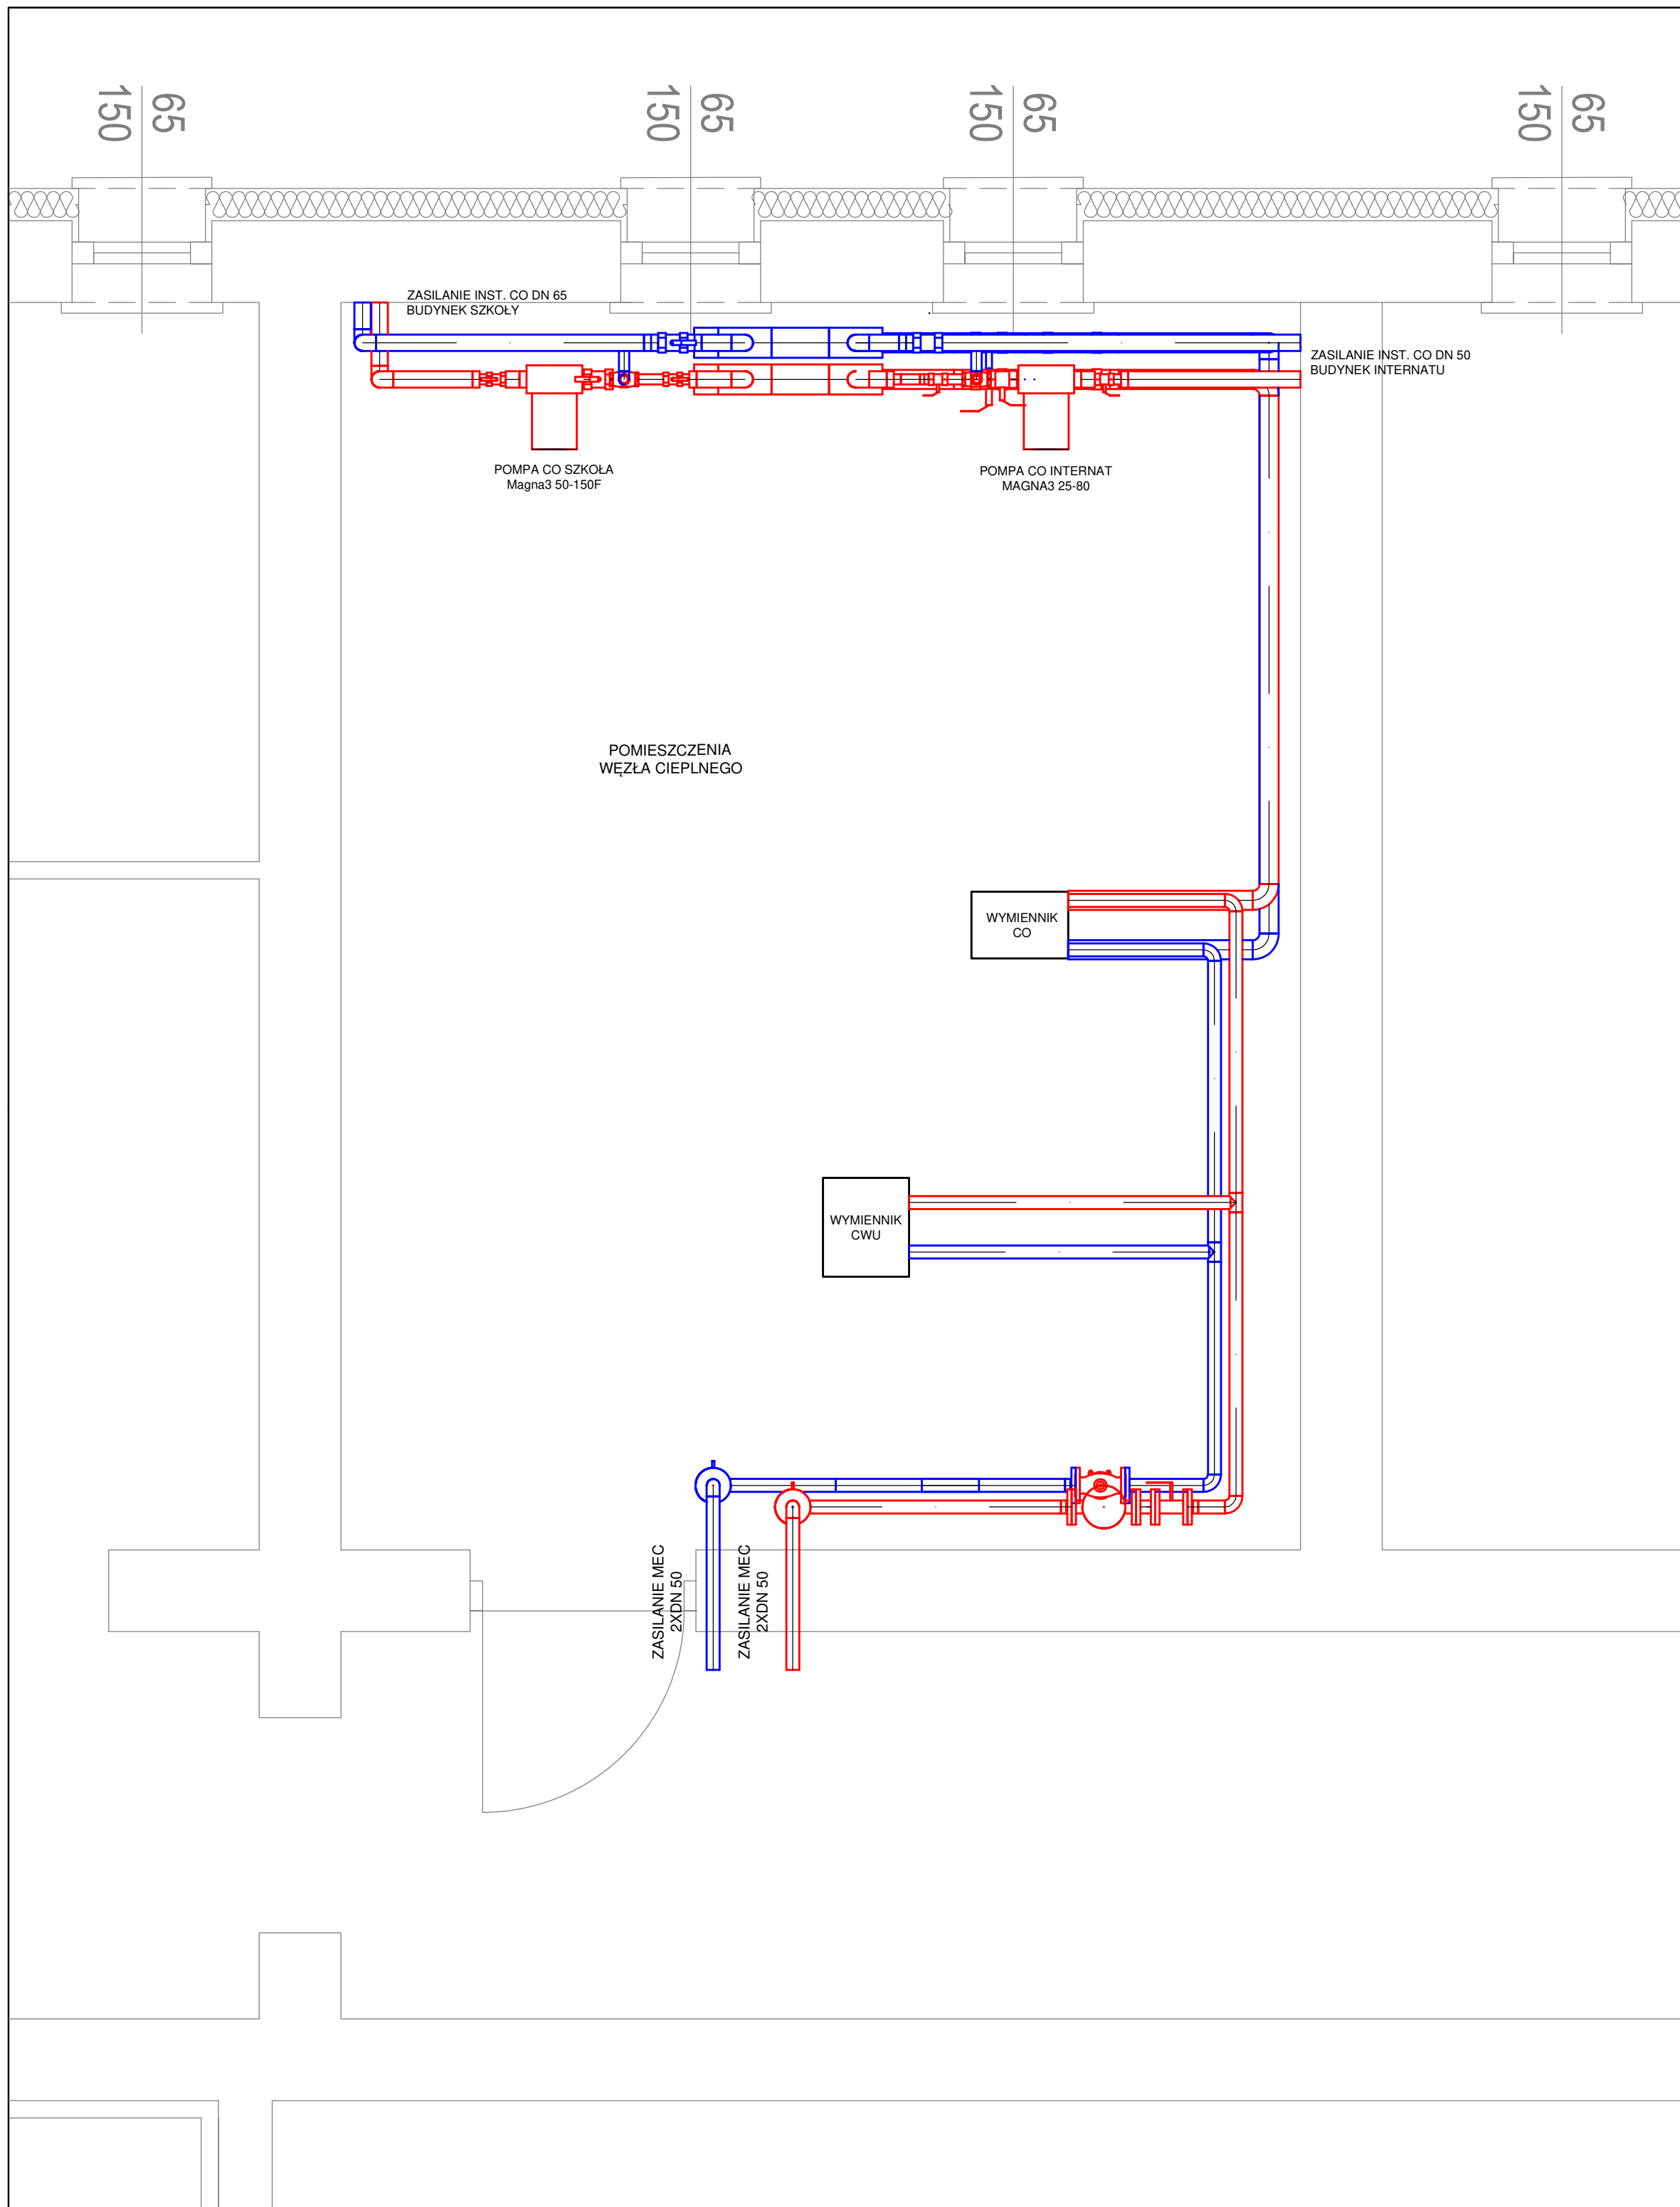 65
150
65
150
65
150
65
150
ZASILANIE INST. CO DN 65
BUDYNEK SZKOŁY
ZASILANIE INST. CO DN 50
BUDYNEK INTERNATU
POMPA CO SZKOŁA
Magna3 50-150F
POMPA CO INTERNAT
MAGNA3 25-80
POMIESZCZENIA
WĘZŁA CIEPLNEGO
WYMIENNIK
CO
WYMIENNIK
CWU
ZASILANIE MEC
2XDN 50
ZASILANIE MEC
2XDN 50